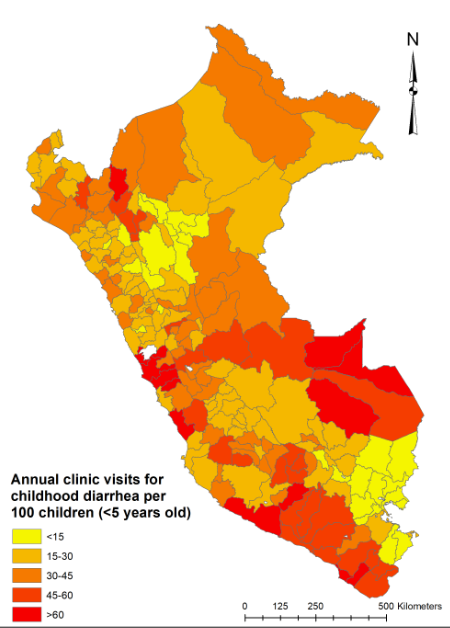 N
Annual clinic visits for
childhood diarrhea per
100 children (<5 years old)
<15
15-30
30-45
45-60
>60
0 125 250 500 Kilometers